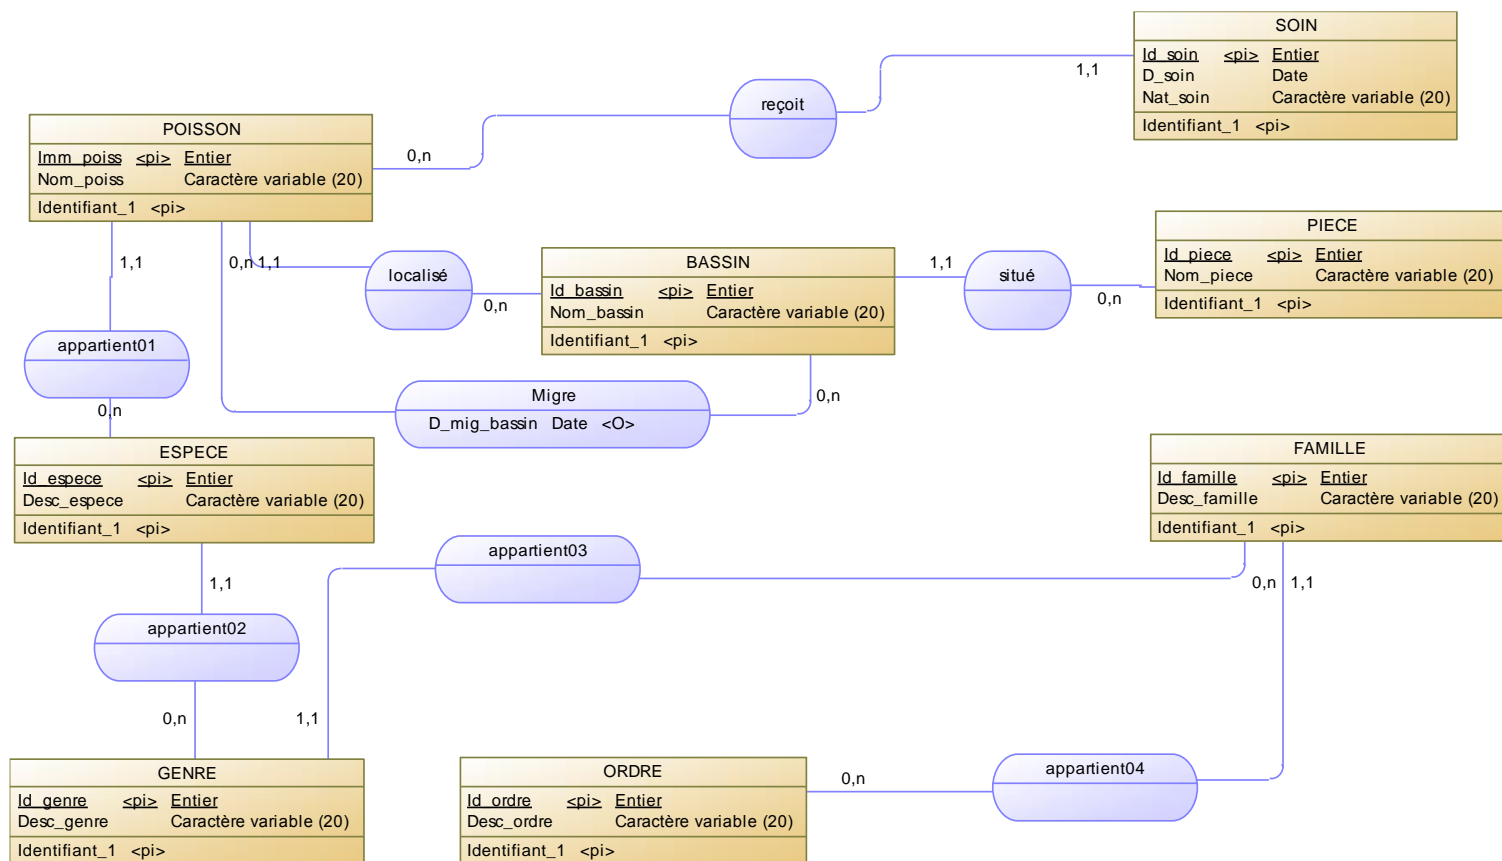 SOIN
Id_soin <pi> Entier
D_soin Date
Nat_soin Caractère variable (20)
Identifiant_1 <pi>
1,1
reçoit
0,n
POISSON
Imm_poiss <pi> Entier
Nom_poiss Caractère variable (20)
Identifiant_1 <pi>
1,1
0,n
1,1
localisé
0,n
BASSIN
Id_bassin <pi> Entier
Nom_bassin Caractère variable (20)
Identifiant_1 <pi>
1,1
situé
0,n
PIECE
Id_piece <pi> Entier
Nom_piece Caractère variable (20)
Identifiant_1 <pi>
appartient01
0,n
Migre
D_mig_bassin Date <O>
0,n
ESPECE
Id_espece <pi> Entier
Desc_espece Caractère variable (20)
Identifiant_1 <pi>
FAMILLE
Id_famille <pi> Entier
Desc_famille Caractère variable (20)
Identifiant_1 <pi>
appartient03
1,1
0,n
1,1
appartient02
0,n
1,1
GENRE
Id_genre <pi> Entier
Desc_genre Caractère variable (20)
Identifiant_1 <pi>
ORDRE
Id_ordre <pi> Entier
Desc_ordre Caractère variable (20)
Identifiant_1 <pi>
0,n
appartient04